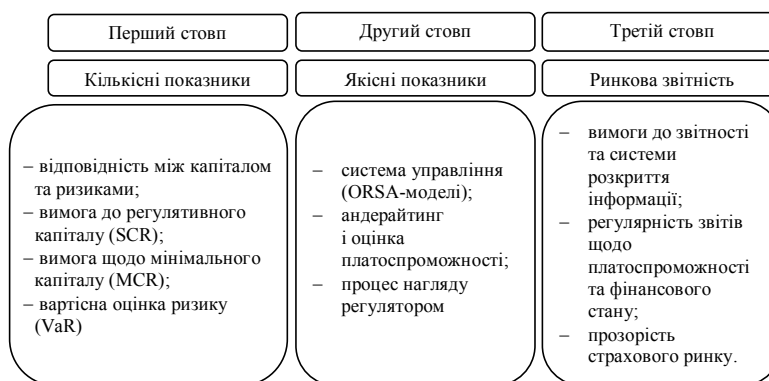 Перший стовп
Другий стовп
Третій стовп
Кількісні показники
Якісні показники
Ринкова звітність
– відповідність між капіталом
та ризиками;
– вимога до регулятивного
капіталу (SCR);
– вимога щодо мінімального
капіталу (MCR);
– вартісна оцінка ризику
(VaR)
– система управління
(ORSA-моделі);
– андерайтинг
і оцінка
платоспроможності;
– процес нагляду
регулятором
– вимоги до звітності
та системи
розкриття
інформації;
– регулярність звітів
щодо
платоспроможності
та фінансового
стану;
– прозорість
страхового ринку.